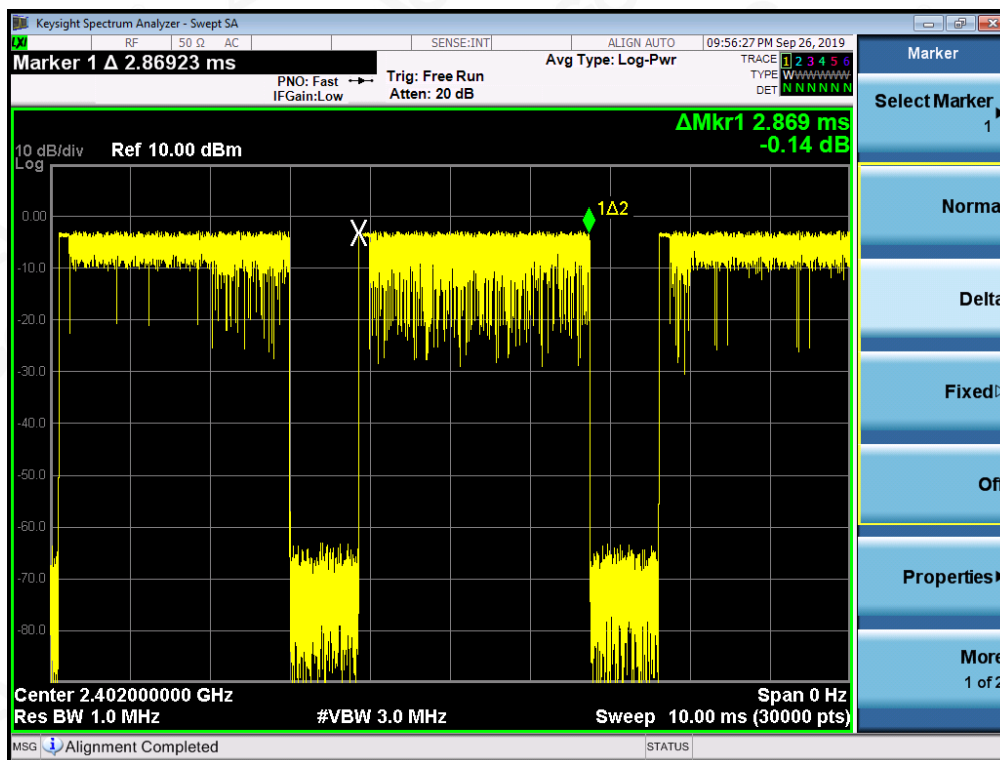 Keysight Spectrum Analyzer - Swept SA
LXI
RF
50 Ω
AC
SENSE:INT
ALIGN AUTO
09:56:27 PM Sep 26, 2019
Marker 1 Δ 2.86923 ms
PNO: Fast
IFGain:Low
Trig: Free Run
Atten: 20 dB
Avg Type: Log-Pwr
TRACE 1 2 3 4 5 6
TYPE WWWWWWW
DET N N N N N N
ΔMkr1 2.869 ms
-0.14 dB
10 dB/div
Log
Ref 10.00 dBm
0.00
-10.0
-20.0
-30.0
-40.0
-50.0
-60.0
-70.0
-80.0
X
1Δ2
Center 2.402000000 GHz
Span 0 Hz
Res BW 1.0 MHz
#VBW 3.0 MHz
Sweep 10.00 ms (30000 pts)
MSG
Alignment Completed
STATUS
Marker
Select Marker
1
Norma
Delta
Fixed
Off
Properties
More
1 of 2